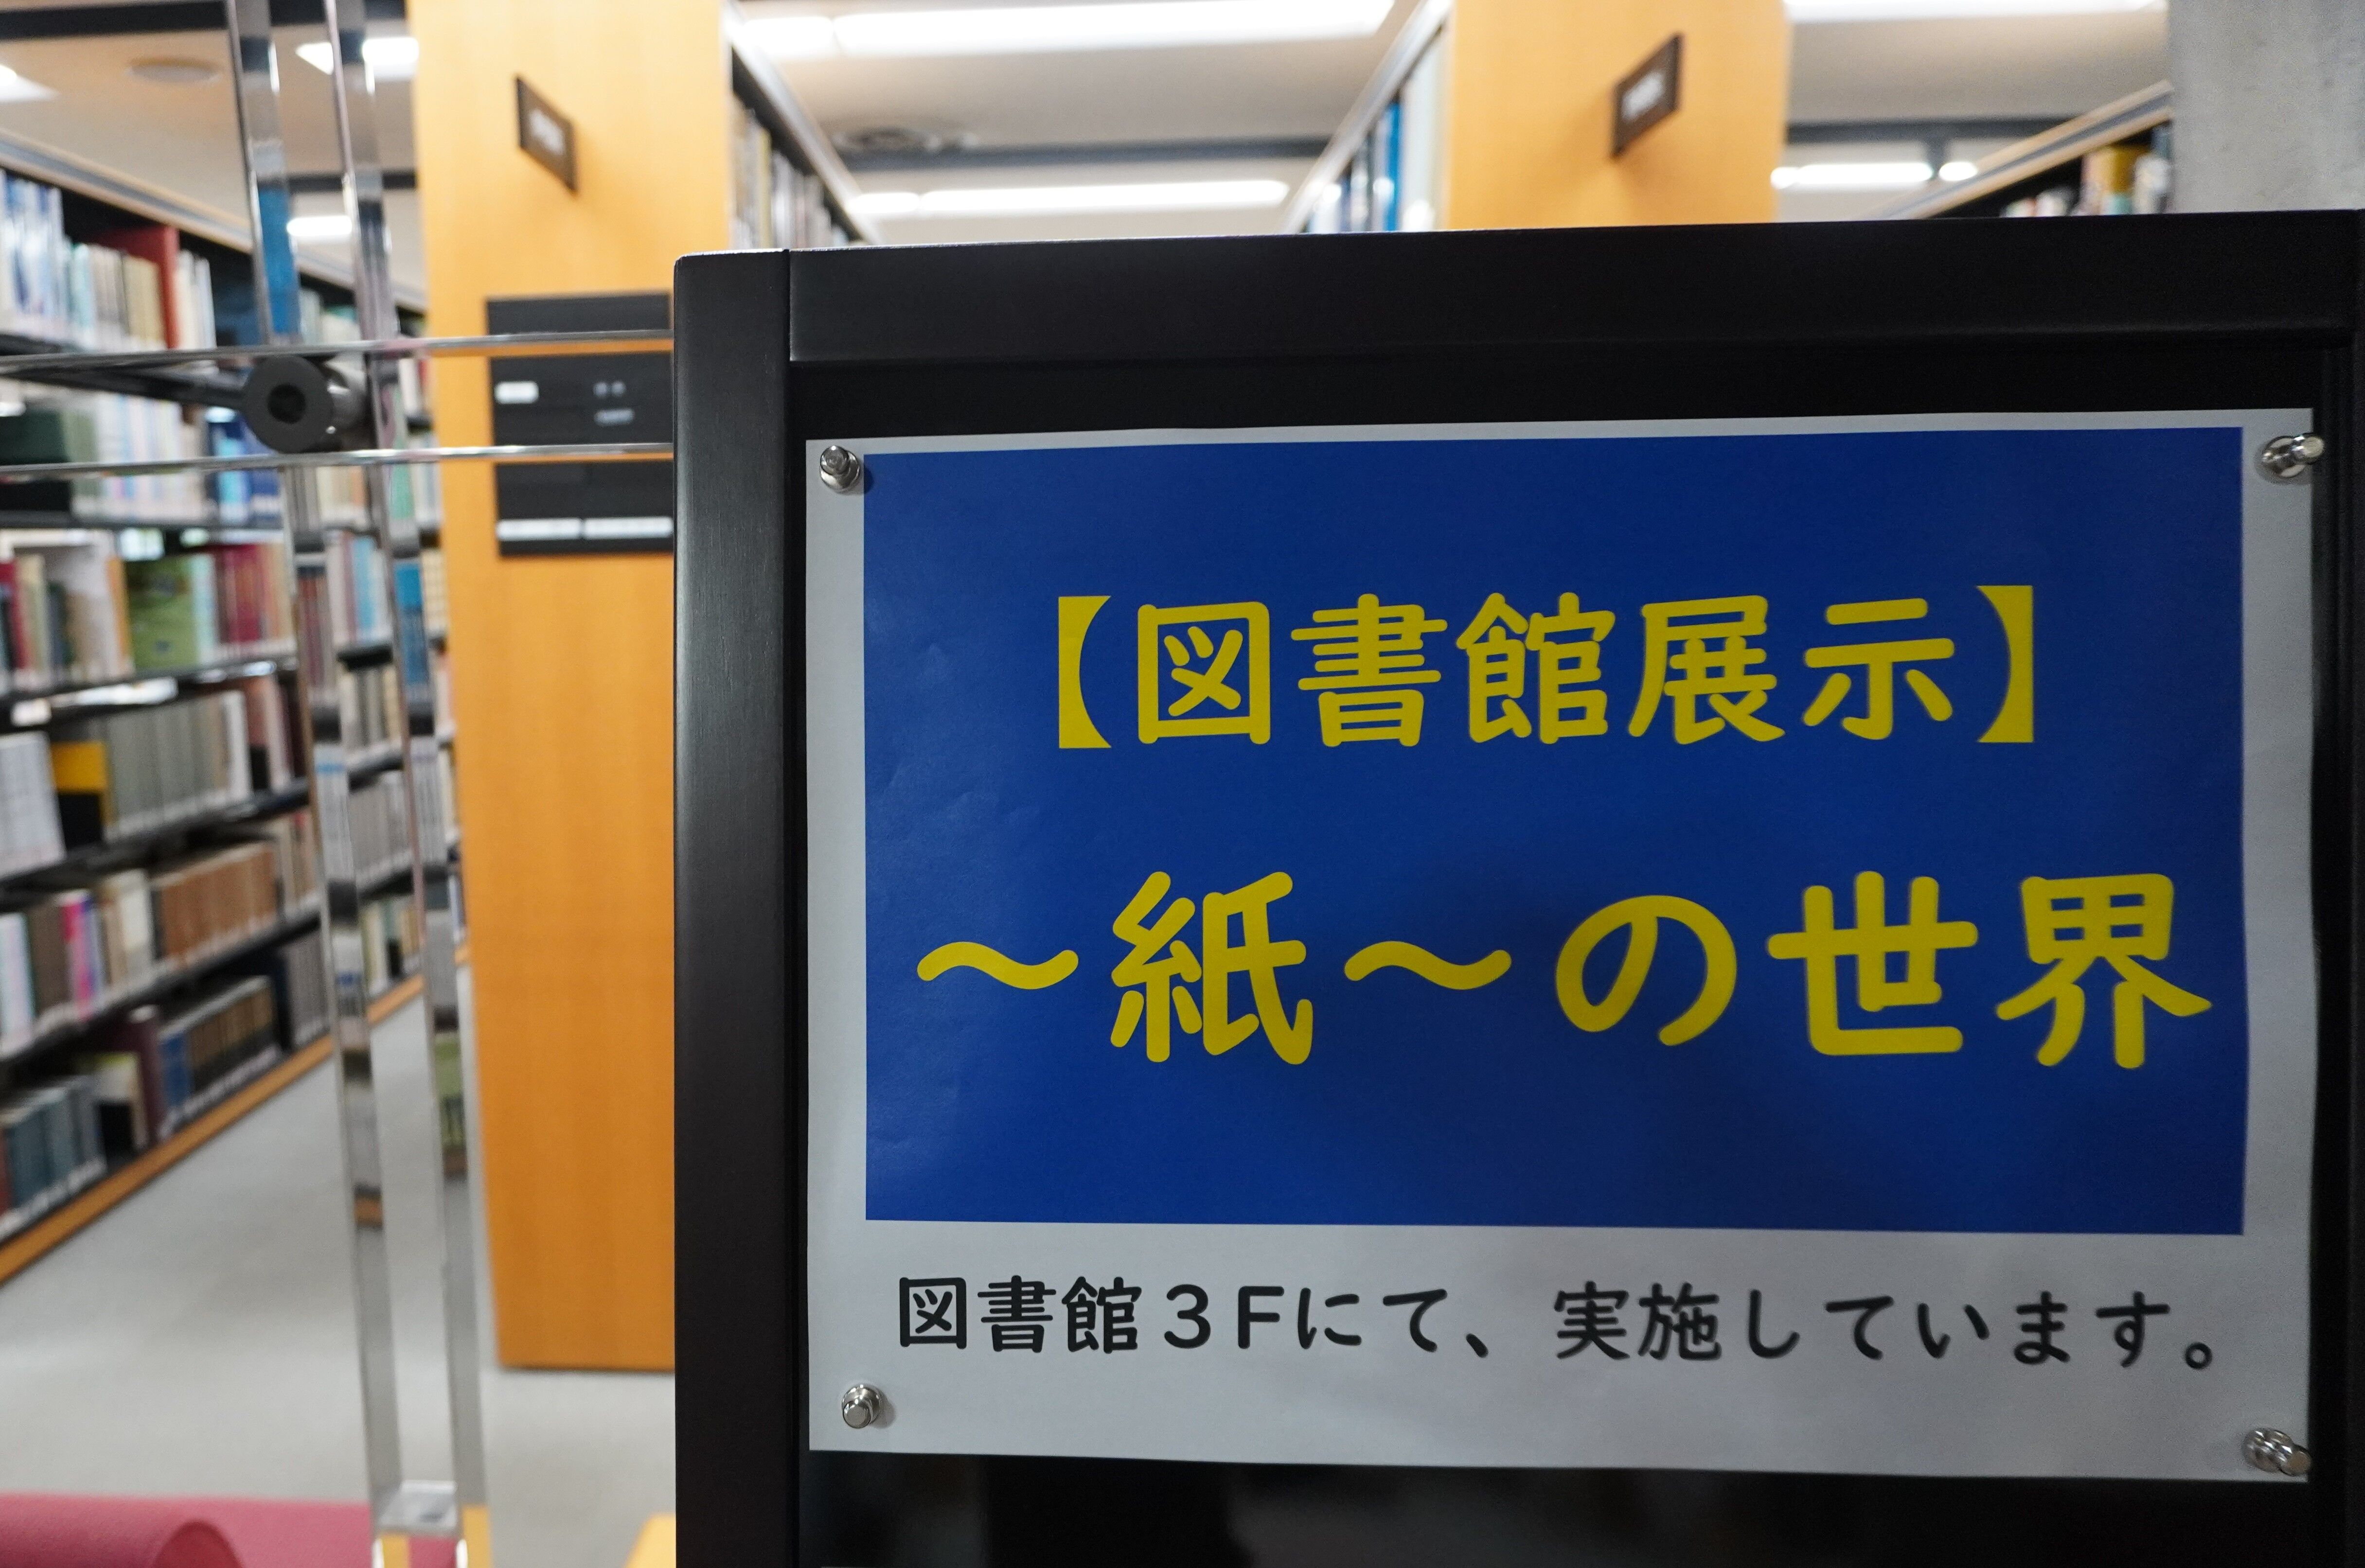 【図書館展示】
～紙～の世界
図書館３Fにて、実施しています。